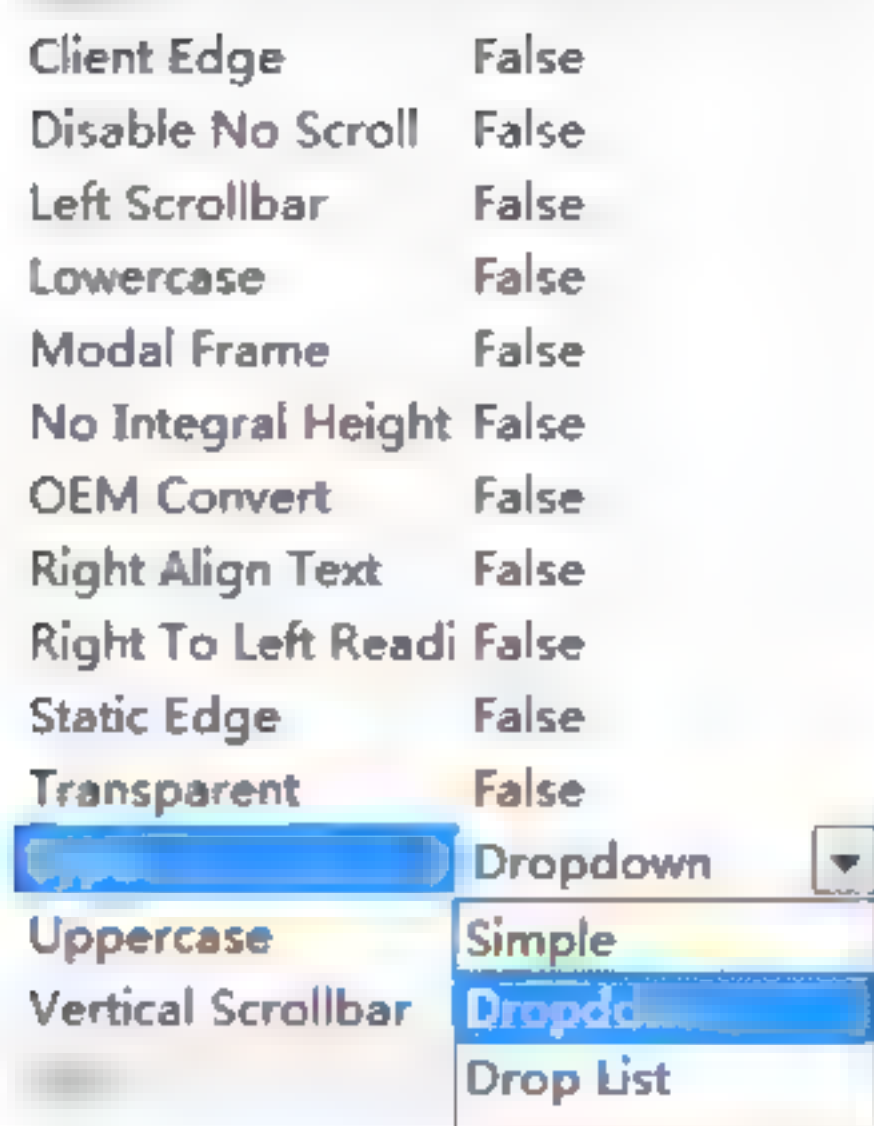 Client Edge False
Disable No Scroll False
Left Scrollbar False
Lowercase False
Modal Frame False
No Integral Height False
OEM Convert False
Right Align Text False
Right To Left Readi False
Static Edge False
Transparent False
Dropdown
Uppercase Simple
Vertical Scrollbar
Drop List